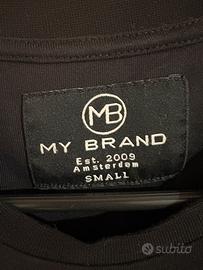 MB
MY BRAND
Est. 2009
Amsterdam
SMALL
subito